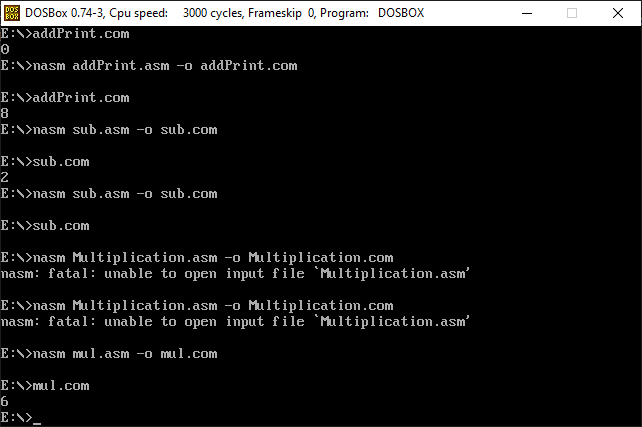 DOSBox 0.74-3, Cpu speed: 3000 cycles, Frameskip 0, Program: DOSBOX
E:\>addPrint.com
0
E:\>nasm addPrint.asm -o addPrint.com
E:\>addPrint.com
8
E:\>nasm sub.asm -o sub.com
E:\>sub.com
2
E:\>nasm sub.asm -o sub.com
E:\>sub.com
E:\>nasm Multiplication.asm -o Multiplication.com
nasm: fatal: unable to open input file `Multiplication.asm'
E:\>nasm Multiplication.asm -o Multiplication.com
nasm: fatal: unable to open input file `Multiplication.asm'
E:\>nasm mul.asm -o mul.com
E:\>mul.com
6
E:\>_